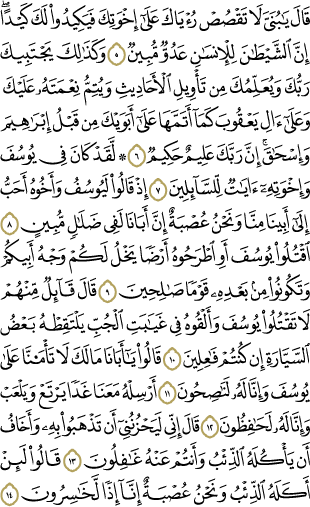 قَالَ يَٰبُنَيَّ لَا تَقۡصُصۡ رُءۡيَاكَ عَلَىٰٓ إِخۡوَتِكَ فَيَكِيدُواْ لَكَ كَيۡدًاۖ
إِنَّ ٱلشَّيۡطَٰنَ لِلۡإِنسَٰنِ عَدُوّٞ مُّبِينٞ ٥ وَكَذَٰلِكَ يَجۡتَبِيكَ
رَبُّكَ وَيُعَلِّمُكَ مِن تَأۡوِيلِ ٱلۡأَحَادِيثِ وَيُتِمُّ نِعۡمَتَهُۥ عَلَيۡكَ
وَعَلَىٰٓ ءَالِ يَعۡقُوبَ كَمَآ أَتَمَّهَا عَلَىٰٓ أَبَوَيۡكَ مِن قَبۡلُ إِبۡرَٰهِيمَ
وَإِسۡحَٰقَۚ إِنَّ رَبَّكَ عَلِيمٌ حَكِيمٞ ٦ ۞ لَّقَدۡ كَانَ فِي يُوسُفَ
وَإِخۡوَتِهِۦٓ ءَايَٰتٞ لِّلسَّآئِلِينَ ٧ إِذۡ قَالُواْ لَيُوسُفُ وَأَخُوهُ أَحَبُّ
إِلَىٰٓ أَبِينَا مِنَّا وَنَحۡنُ عُصۡبَةٌ إِنَّ أَبَانَا لَفِي ضَلَٰلٖ مُّبِينٍ ٨
ٱقۡتُلُواْ يُوسُفَ أَوِ ٱطۡرَحُوهُ أَرۡضٗا يَخۡلُ لَكُمۡ وَجۡهُ أَبِيكُمۡ
وَتَكُونُواْ مِنۢ بَعۡدِهِۦ قَوۡمٗا صَٰلِحِينَ ٩ قَالَ قَآئِلٞ مِّنۡهُمۡ
لَا تَقۡتُلُواْ يُوسُفَ وَأَلۡقُوهُ فِي غَيَٰبَتِ ٱلۡجُبِّ يَلۡتَقِطۡهُ بَعۡضُ
ٱلسَّيَّارَةِ إِن كُنتُمۡ فَٰعِلِينَ ١٠ قَالُواْ يَٰٓأَبَانَا مَالَكَ لَا تَأۡمَ۬نَّا عَلَىٰ
يُوسُفَ وَإِنَّا لَهُۥ لَنَٰصِحُونَ ١١ أَرۡسِلۡهُ مَعَنَا غَدٗا يَرۡتَعۡ وَيَلۡعَبۡ
وَإِنَّا لَهُۥ لَحَٰفِظُونَ ١٢ قَالَ إِنِّي لَيَحۡزُنُنِيٓ أَن تَذۡهَبُواْ بِهِۦ وَأَخَافُ
أَن يَأۡكُلَهُ ٱلذِّئۡبُ وَأَنتُمۡ عَنۡهُ غَٰفِلُونَ ١٣ قَالُواْ لَئِنۡ
أَكَلَهُ ٱلذِّئۡبُ وَنَحۡنُ عُصۡبَةٌ إِنَّآ إِذٗا لَّخَٰسِرُونَ ١٤